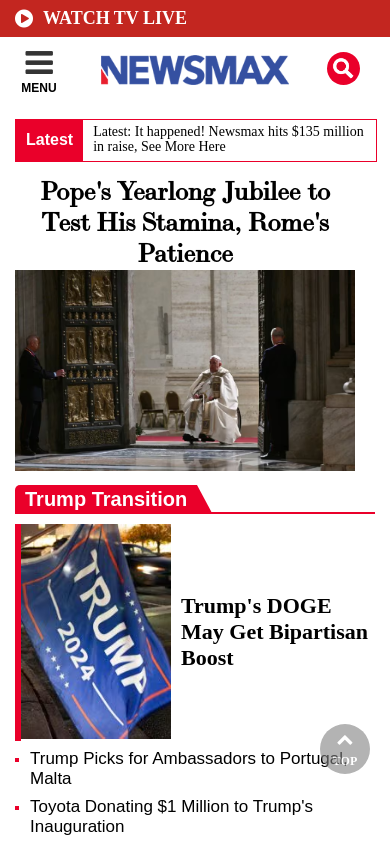 WATCH TV LIVE
MENU
NEWSMAX
Latest
Latest: It happened! Newsmax hits $135 million
in raise, See More Here
Pope's Yearlong Jubilee to
Test His Stamina, Rome's
Patience
Trump Transition
TRUMP
2024
Trump's DOGE
May Get Bipartisan
Boost
Trump Picks for Ambassadors to Portugal,
Malta
TOP
Toyota Donating $1 Million to Trump's
Inauguration